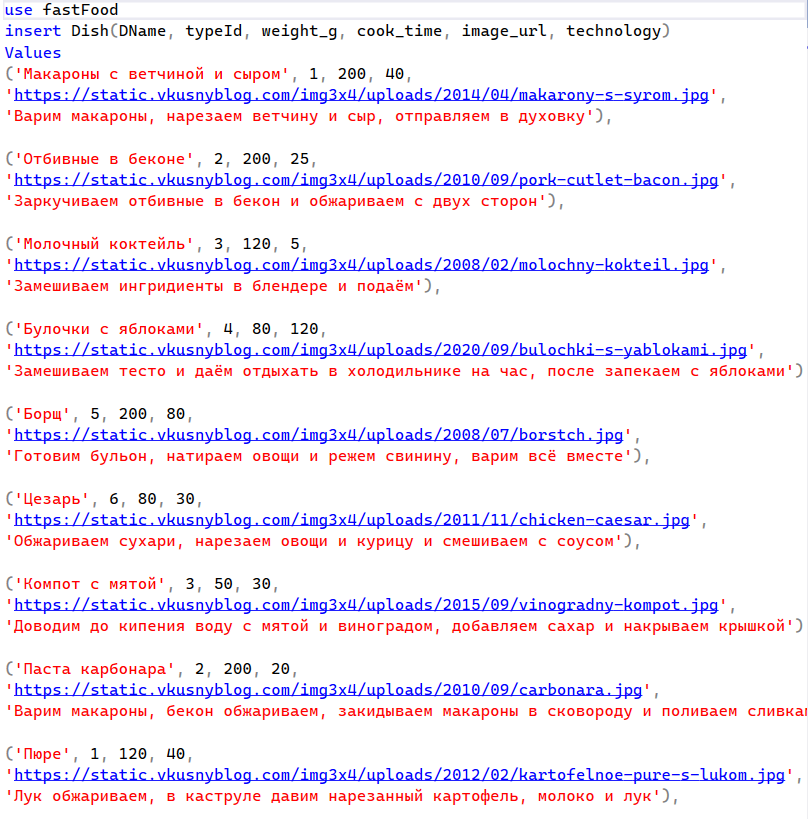 use fastFood
insert Dish(DName, typeId, weight_g, cook_time, image_url, technology)
Values
('Макароны с ветчиной и сыром', 1, 200, 40,
'https://static.vkusnyblog.com/img3x4/uploads/2014/04/makarony-s-syrom.jpg',
'Варим макароны, нарезаем ветчину и сыр, отправляем в духовку'),
('Отбивные в беконе', 2, 200, 25,
'https://static.vkusnyblog.com/img3x4/uploads/2010/09/pork-cutlet-bacon.jpg',
'Заркучиваем отбивные в бекон и обжариваем с двух сторон'),
('Молочный коктейль', 3, 120, 5,
'https://static.vkusnyblog.com/img3x4/uploads/2008/02/molochny-kokteil.jpg',
'Замешиваем ингридиенты в блендере и подаём'),
('Булочки с яблоками', 4, 80, 120,
'https://static.vkusnyblog.com/img3x4/uploads/2020/09/bulochki-s-yablokami.jpg',
'Замешиваем тесто и даём отдыхать в холодильнике на час, после запекаем с яблоками')
('Борщ', 5, 200, 80,
'https://static.vkusnyblog.com/img3x4/uploads/2008/07/borstch.jpg',
'Готовим бульон, натираем овощи и режем свинину, варим всё вместе'),
('Цезарь', 6, 80, 30,
'https://static.vkusnyblog.com/img3x4/uploads/2011/11/chicken-caesar.jpg',
'Обжариваем сухари, нарезаем овощи и курицу и смешиваем с соусом'),
('Компот с мятой', 3, 50, 30,
'https://static.vkusnyblog.com/img3x4/uploads/2015/09/vinogradny-kompot.jpg',
'Доводим до кипения воду с мятой и виноградом, добавляем сахар и накрываем крышкой')
('Паста карбонара', 2, 200, 20,
'https://static.vkusnyblog.com/img3x4/uploads/2010/09/carbonara.jpg',
'Варим макароны, бекон обжариваем, закидываем макароны в сковороду и поливаем
('Пюре', 1, 120, 40,
'https://static.vkusnyblog.com/img3x4/uploads/2012/02/kartofelnoe-pure-s-lukom.jpg',
'Лук обжариваем, в каструле давим нарезанный картофель, молоко и лук'),